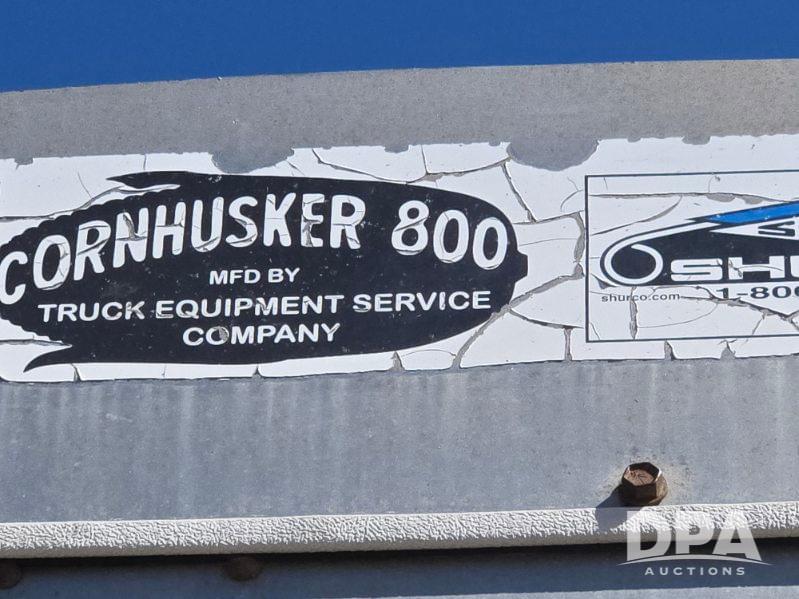 CORNHUSKER 800
MFD BY
TRUCK EQUIPMENT SERVICE
COMPANY
shurco.com
DPA
AUCTIONS